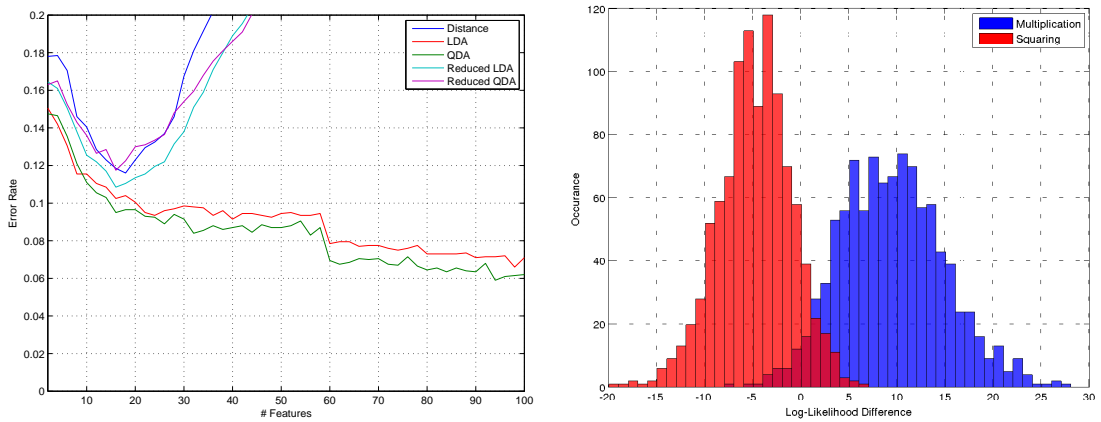 0.2
0.18
0.16
0.14
0.12
0.1
0.08
0.06
0.04
0.02
0
Error Rate
10 20 30 40 50 60 70 80 90 100
# Features
Distance
LDA
QDA
Reduced LDA
Reduced QDA
120
100
80
60
40
20
0
Occurance
-20 -15 -10 -5 0 5 10 15 20 25 30
Log-Likelihood Difference
Multiplication
Squaring